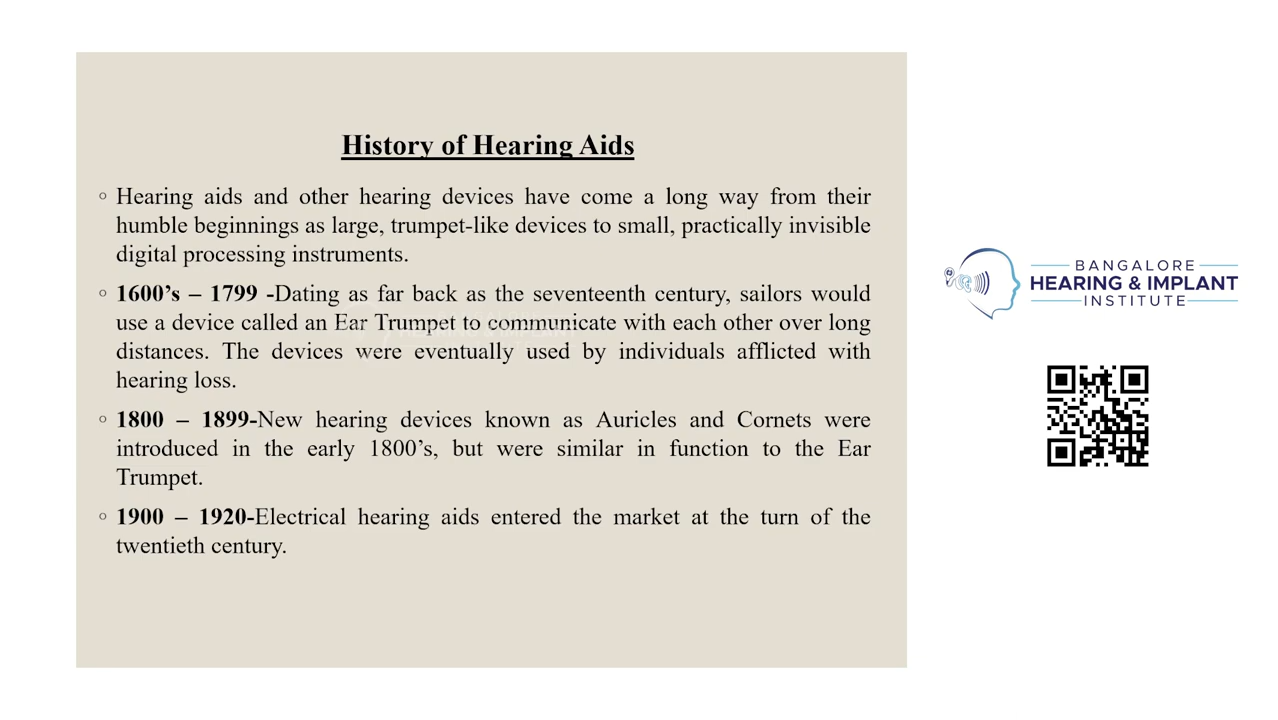 History of Hearing Aids
◦ Hearing aids and other hearing devices have come a long way from their
humble beginnings as large, trumpet-like devices to small, practically invisible
digital processing instruments.
◦ 1600’s – 1799 -Dating as far back as the seventeenth century, sailors would
use a device called an Ear Trumpet to communicate with each other over long
distances. The devices were eventually used by individuals afflicted with
hearing loss.
◦ 1800 – 1899-New hearing devices known as Auricles and Cornets were
introduced in the early 1800’s, but were similar in function to the Ear
Trumpet.
◦ 1900 – 1920-Electrical hearing aids entered the market at the turn of the
twentieth century.
BANGALORE
HEARING & IMPLANT
INSTITUTE